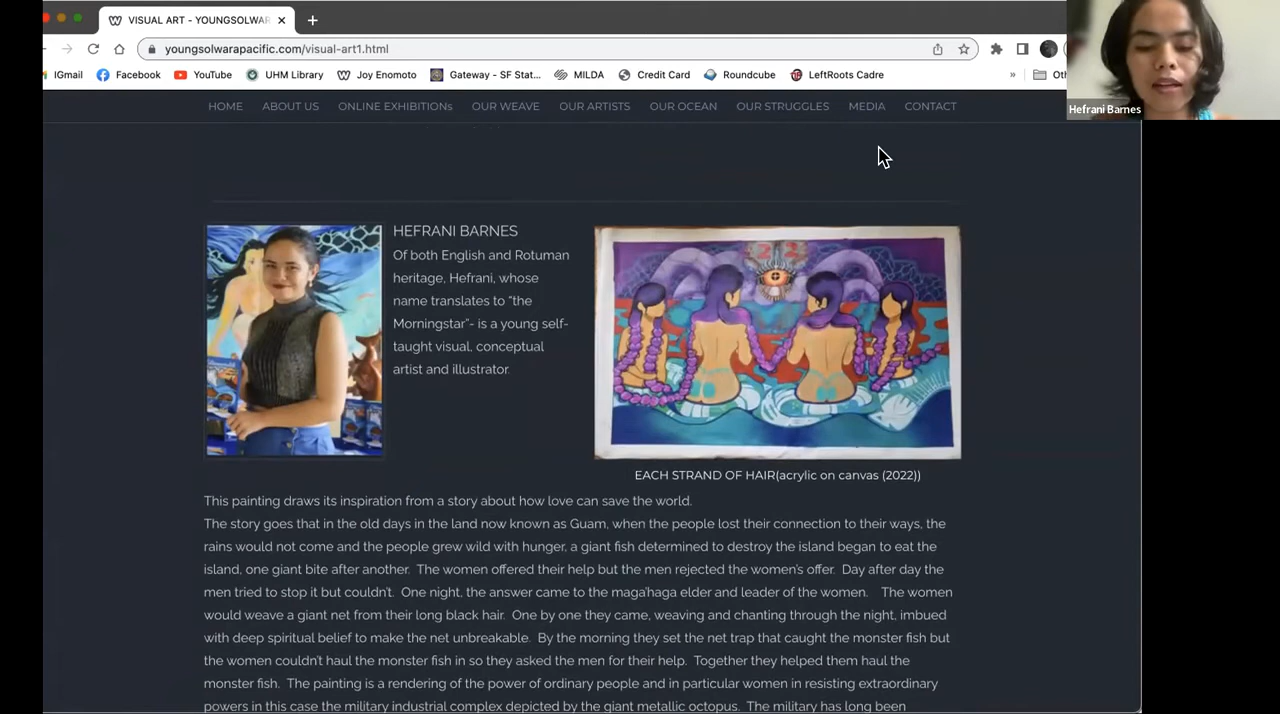 VISUAL ART - YOUNGSOLWAR
youngsolwarapacific.com/visual-art1.html
IGmail Facebook YouTube UHM Library Joy Enomoto Gateway - SF Stat... MILDA Credit Card Roundcube LeftRoots Cadre » Oth
Hefrani Barnes
HOME ABOUT US ONLINE EXHIBITIONs OUR WEAVE OUR ARTISTS OUR OCEAN OUR STRUGGLES MEDIA CONTACT
HEFRANI BARNES
Of both English and Rotuman
heritage, Hefrani, whose
name translates to "the
Morningstar"- is a young self-
taught visual, conceptual
artist and illustrator.
22
EACH STRAND OF HAIR(acrylic on canvas (2022))
This painting draws its inspiration from a story about how love can save the world.
The story goes that in the old days in the land now known as Guam, when the people lost their connection to their ways, the
rains would not come and the people grew wild with hunger, a giant fish determined to destroy the island began to eat the
island, one giant bite after another. The women offered their help but the men rejected the women's offer. Day after day the
men tried to stop it but couldn't. One night, the answer came to the maga'haga elder and leader of the women. The women
would weave a giant net from their long black hair. One by one they came, weaving and chanting through the night, imbued
with deep spiritual belief to make the net unbreakable. By the morning they set the net trap that caught the monster fish but
the women couldn't haul the monster fish in so they asked the men for their help. Together they helped them haul the
monster fish. The painting is a rendering of the power of ordinary people and in particular women in resisting extraordinary
powers in this case the military industrial complex depicted by the giant metallic octopus. The military has long been